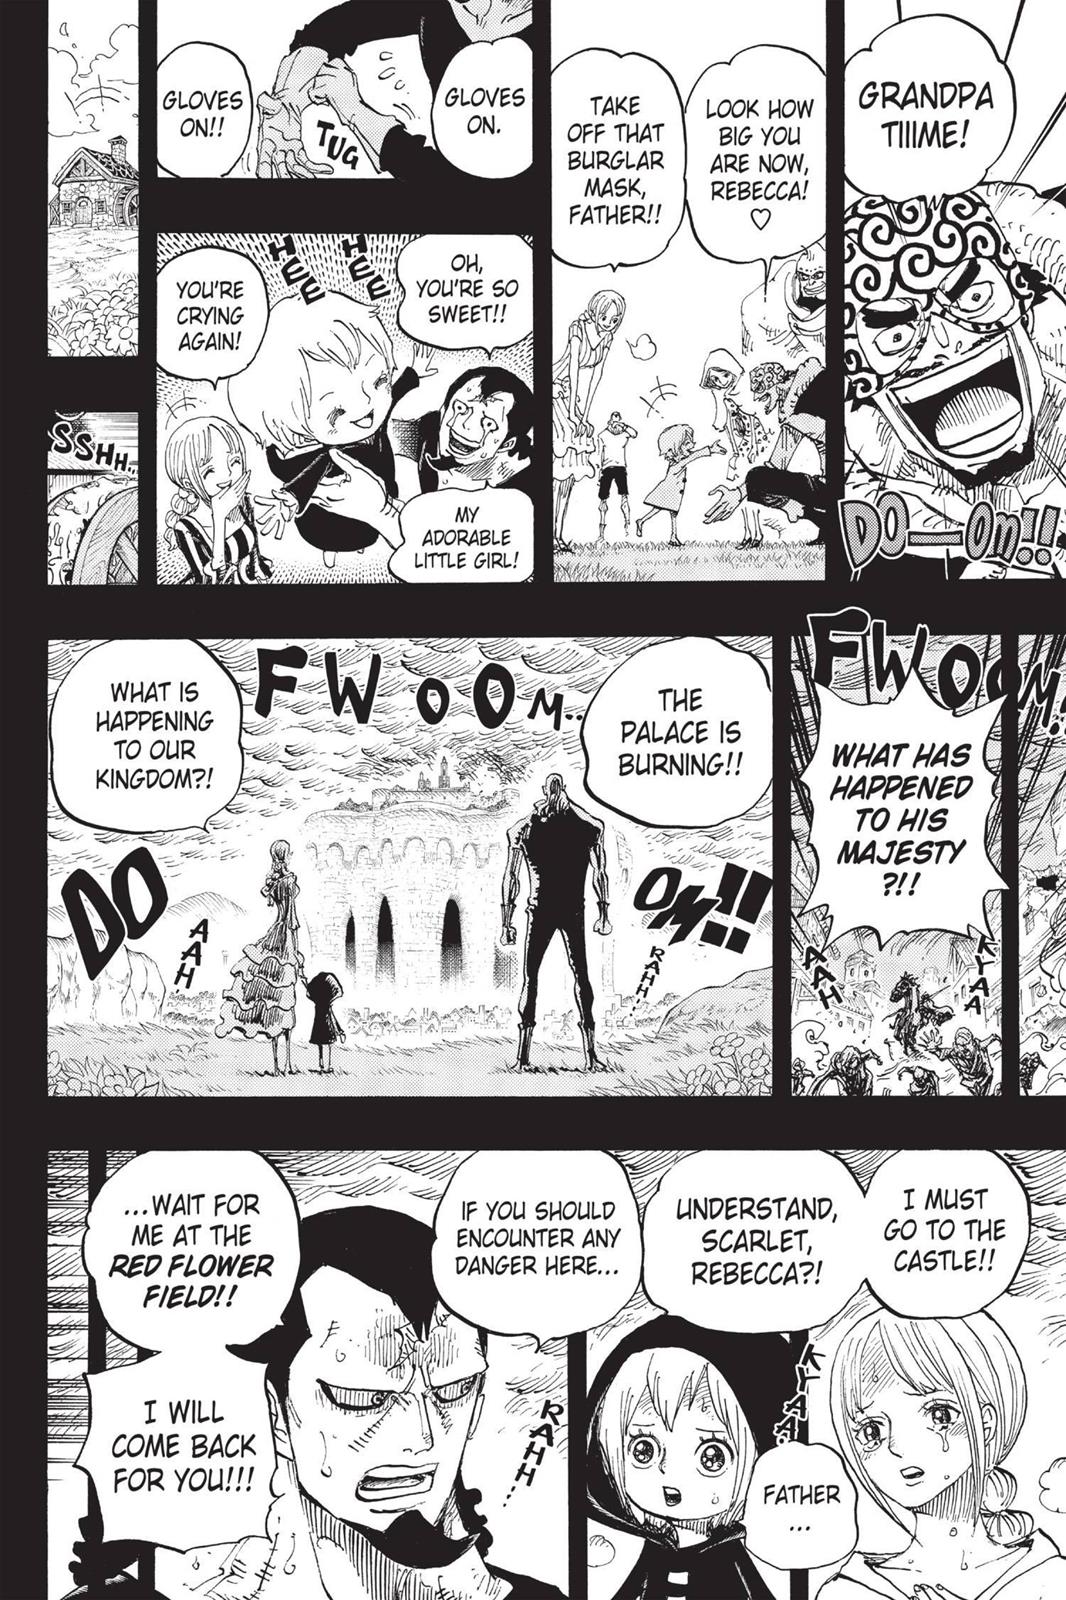 GRANDPA
TIIIME!
DO—ON!!
LOOK HOW
BIG YOU
ARE NOW,
REBECCA!
♡
TAKE
OFF THAT
BURGLAR
MASK,
FATHER!!
GLOVES
ON.
TUG
GLOVES
ON!!
HEE
HEE
OH,
YOU'RE SO
SWEET!!
YOU'RE
CRYING
AGAIN!
MY
ADORABLE
LITTLE GIRL!
SSHH...
FWOOM..
WHAT HAS
HAPPENED
TO HIS
MAJESTY
?!!
KYAA
AAH
FWOOM..
THE
PALACE IS
BURNING!!
WHAT IS
HAPPENING
TO OUR
KINGDOM?!
DO
OM!!
RAHH..
AAH
I MUST
GO TO THE
CASTLE!!
UNDERSTAND,
SCARLET,
REBECCA?!
KYAA
FATHER
...
IF YOU SHOULD
ENCOUNTER ANY
DANGER HERE...
RAHH..
...WAIT FOR
ME AT THE
RED FLOWER
FIELD!!
I WILL
COME BACK
FOR YOU!!!